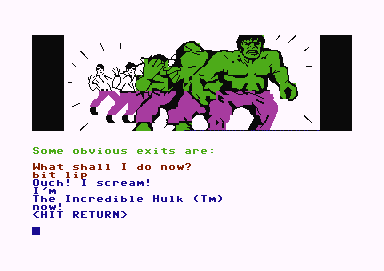 Some obvious exits are:
What shall I do now?
bit lip
Ouch! I scream!
I'm
The Incredible Hulk (Tm)
now!
<HIT RETURN>